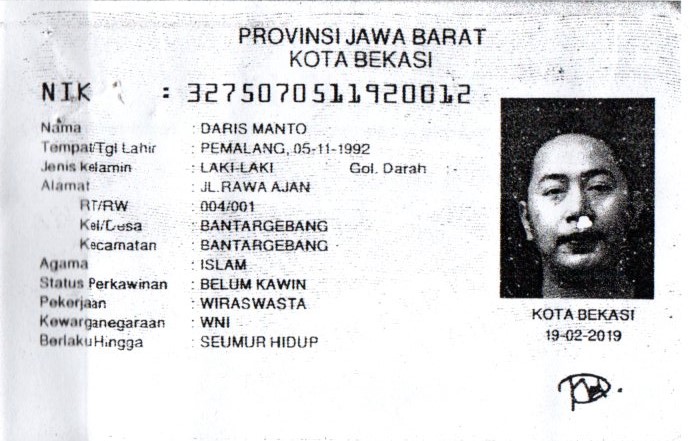 PROVINSI JAWA BARAT
KOTA BEKASI
NIK : 3275070511920012
Nama : DARIS MANTO
Tempat/Tgl Lahir : PEMALANG, 05-11-1992
Jenis kelamin : LAKI-LAKI Gol. Darah : -
Alamat : JL.RAWA AJAN
RT/RW : 004/001
Kel/Desa : BANTARGEBANG
Kecamatan : BANTARGEBANG
Agama : ISLAM
Status Perkawinan : BELUM KAWIN
Pekerjaan : WIRASWASTA
Kewarganegaraan : WNI
Berlaku Hingga : SEUMUR HIDUP
KOTA BEKASI
19-02-2019